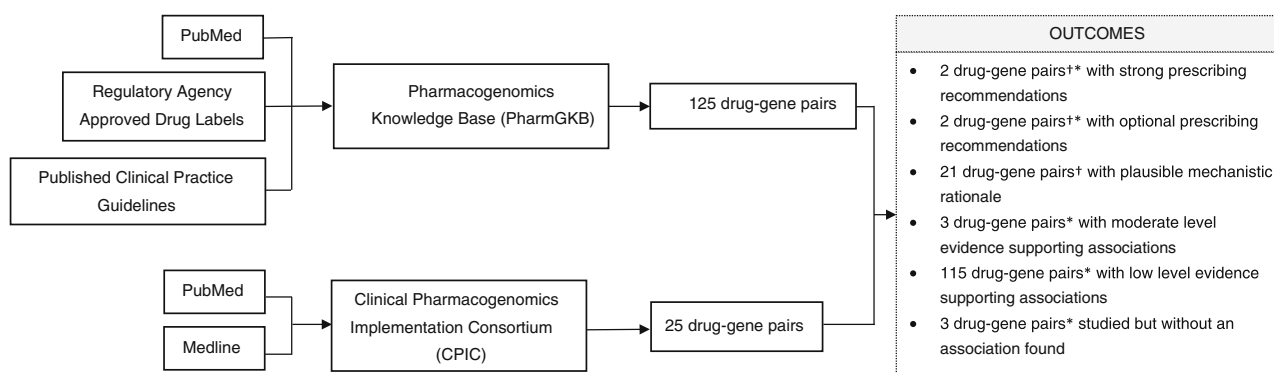 PubMed
Regulatory Agency
Approved Drug Labels
Published Clinical Practice
Guidelines
Pharmacogenomics
Knowledge Base (PharmGKB)
125 drug-gene pairs
PubMed
Medline
Clinical Pharmacogenomics
Implementation Consortium
(CPIC)
25 drug-gene pairs
OUTCOMES
• 2 drug-gene pairs†* with strong prescribing
recommendations
• 2 drug-gene pairs†* with optional prescribing
recommendations
• 21 drug-gene pairs† with plausible mechanistic
rationale
• 3 drug-gene pairs* with moderate level
evidence supporting associations
• 115 drug-gene pairs* with low level evidence
supporting associations
• 3 drug-gene pairs* studied but without an
association found